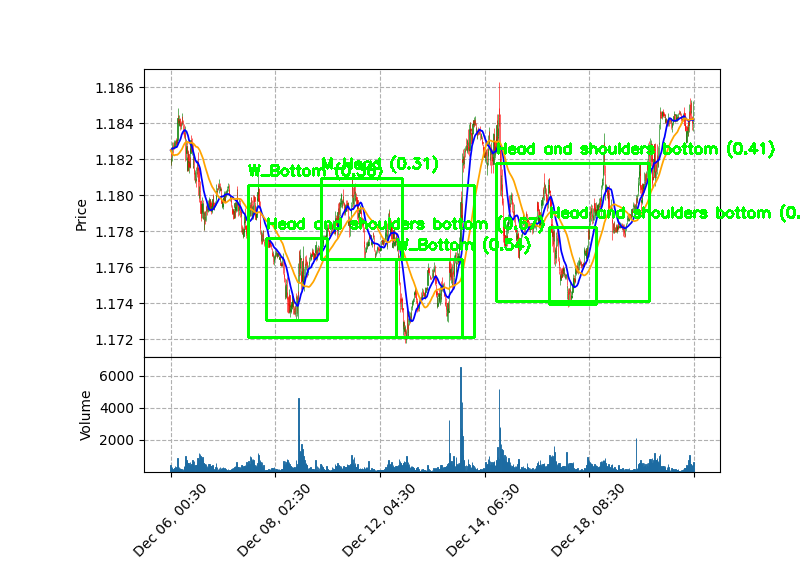 1.186
1.184
1.182
1.180
1.178
1.176
1.174
1.172
Price
W_Bottom
M_Head (0.31)
Head and shoulders bottom
W_Bottom (0.54)
Head and shoulders bottom (0.41)
Head and shoulders bottom (0.
6000
4000
2000
Volume
Dec 06, 00:30
Dec 08, 02:30
Dec 12, 04:30
Dec 14, 06:30
Dec 18, 08:30